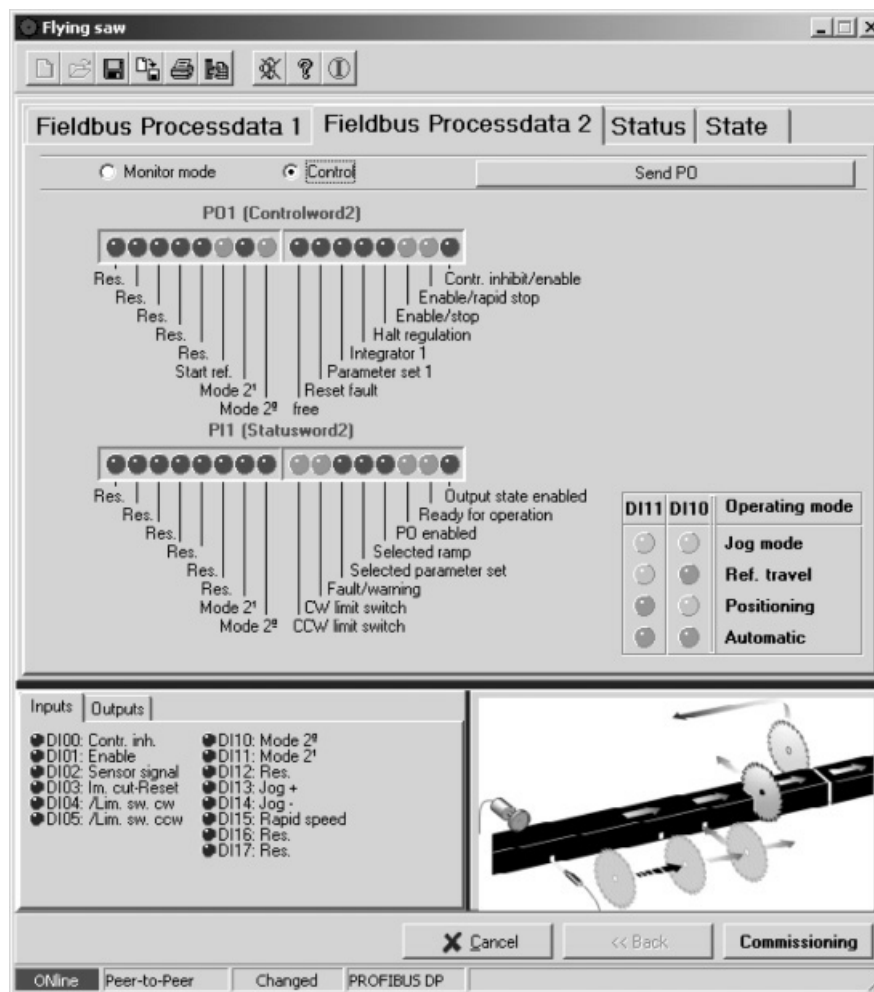 Flying saw
Fieldbus Processdata 1 Fieldbus Processdata 2 Status State
Monitor mode Control Send PO
PO1 (Controlword2)
Res. Contr. inhibit/enable
Res. Enable/rapid stop
Res. Enable/stop
Res. Halt regulation
Res. Integrator 1
Start ref. Parameter set 1
Mode 2¹ Reset fault
Mode 2º free
PI1 (Statusword2)
Res. Output state enabled
Res. Ready for operation
Res. PO enabled
Res. Selected ramp
Res. Selected parameter set
Res. Fault/warning
Mode 2¹ CW limit switch
Mode 2º CCW limit switch
DI11 DI10 Operating mode
Jog mode
Ref. travel
Positioning
Automatic
Inputs Outputs
DI00: Contr. inh. DI10: Mode 2º
DI01: Enable DI11: Mode 2¹
DI02: Sensor signal DI12: Res.
DI03: Im. cut-Reset DI13: Jog +
DI04: /Lim. sw. cw DI14: Jog -
DI05: /Lim. sw. ccw DI15: Rapid speed
DI16: Res.
DI17: Res.
Cancel << Back Commissioning
ONline Peer-to-Peer Changed PROFIBUS DP